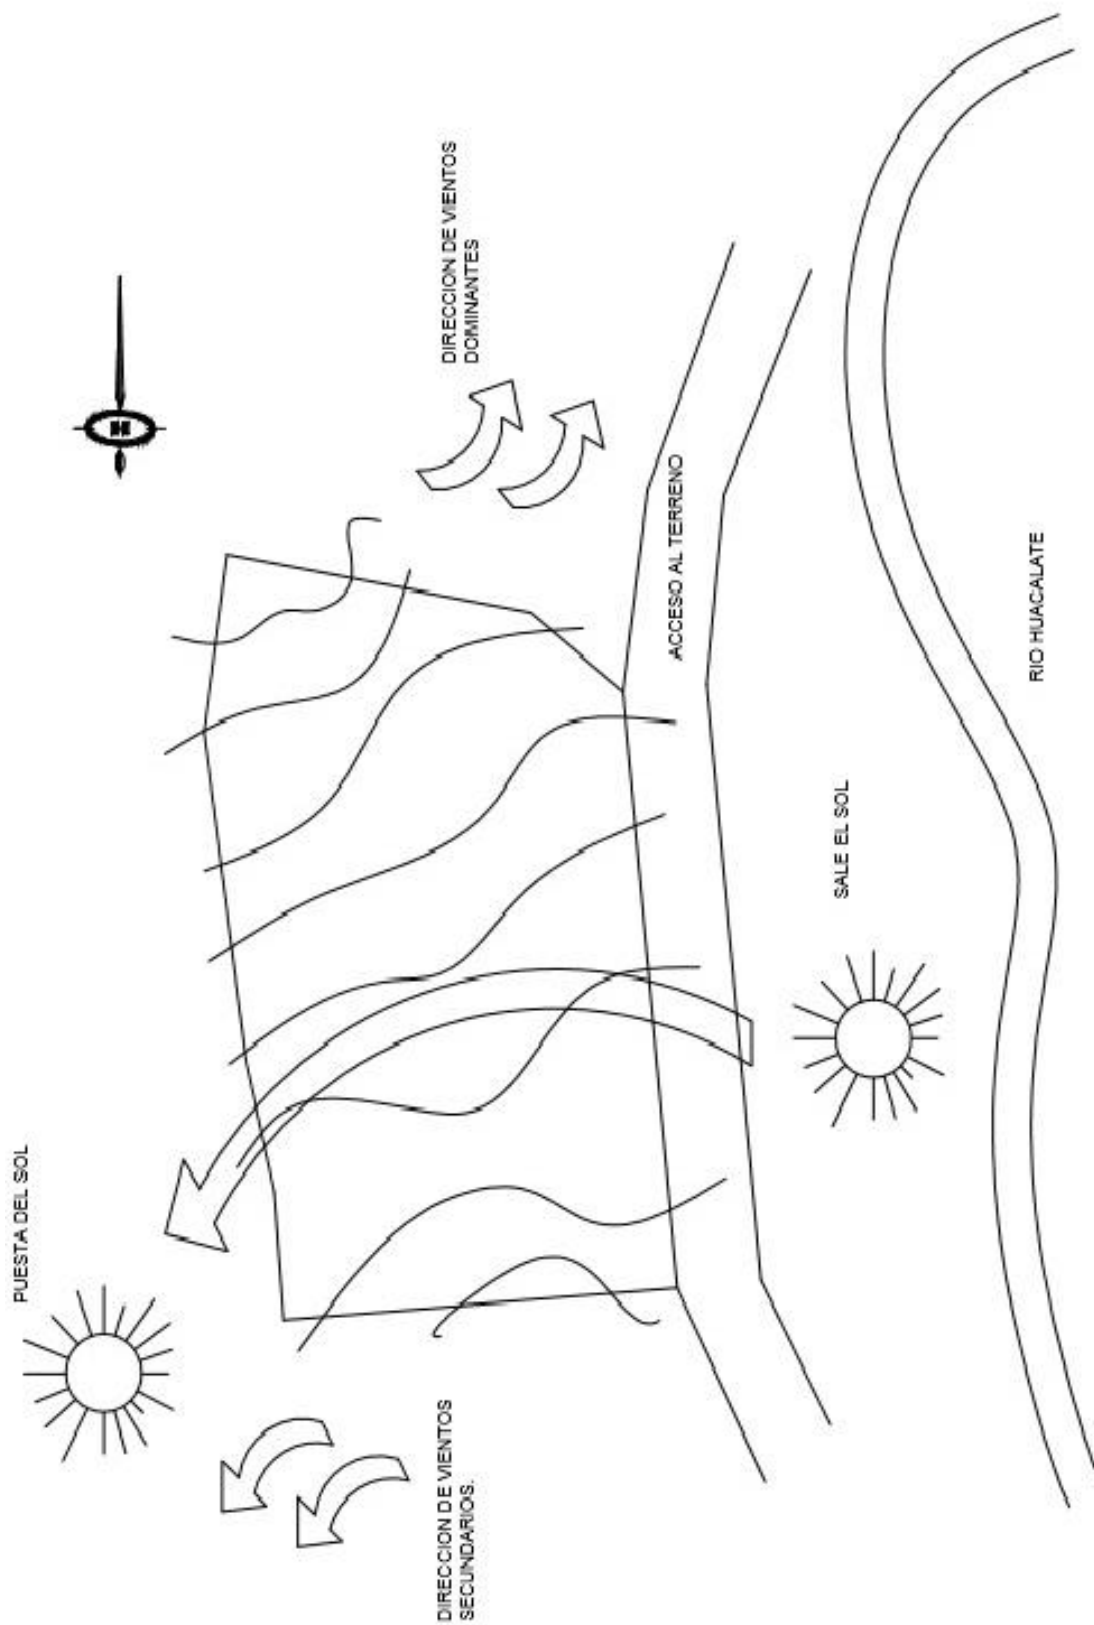 PUESTA DEL SOL
N
DIRECCION DE VIENTOS
SECUNDARIOS.
DIRECCION DE VIENTOS
DOMINANTES
ACCESO AL TERRENO
SALE EL SOL
RIO HUACALATE